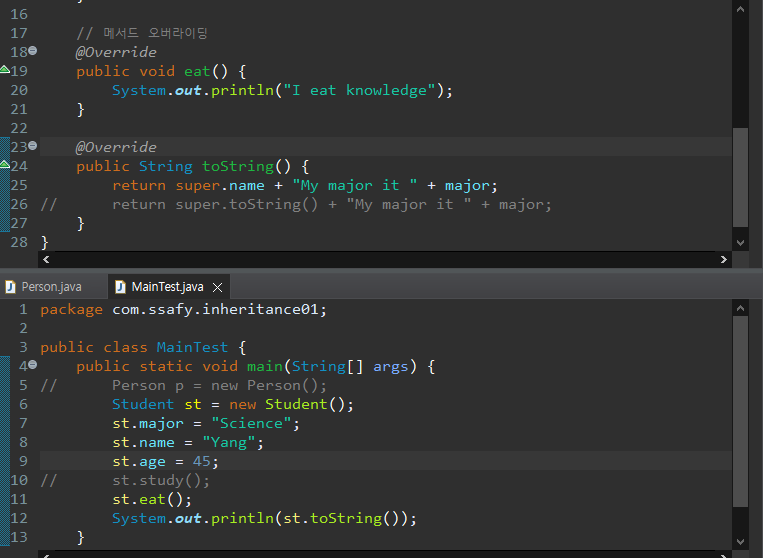 16
17 // 메서드 오버라이딩
18 @Override
19 public void eat() {
20 System.out.println("I eat knowledge");
21 }
22
23 @Override
24 public String toString() {
25 return super.name + "My major it " + major;
26 // return super.toString() + "My major it " + major;
27 }
28 }
Person.java MainTest.java
1 package com.ssafy.inheritance01;
2
3 public class MainTest {
4 public static void main(String[] args) {
5 // Person p = new Person();
6 Student st = new Student();
7 st.major = "Science";
8 st.name = "Yang";
9 st.age = 45;
10 // st.study();
11 st.eat();
12 System.out.println(st.toString());
13 }